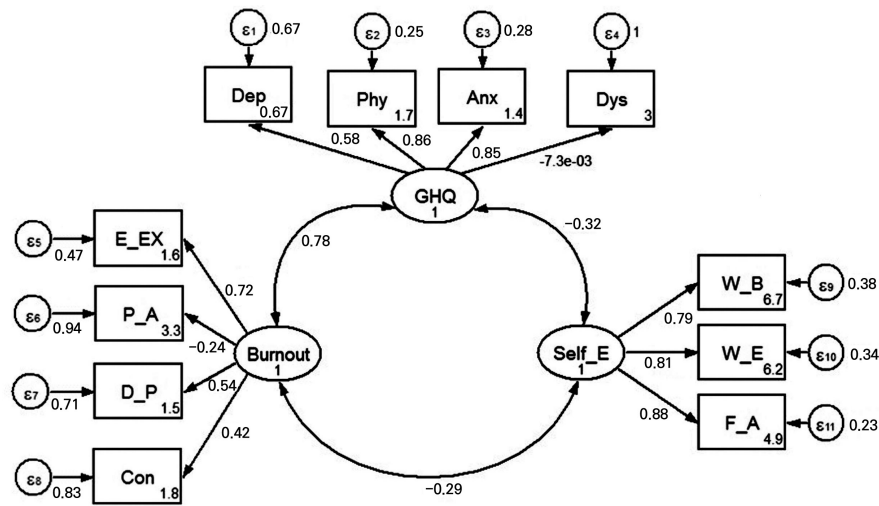 ε1 0.67
ε2 0.25
ε3 0.28
ε4 1
Dep 0.67
Phy 1.7
Anx 1.4
Dys 3
0.58
0.86
0.85
-7.3e-03
GHQ
1
0.78
−0.32
ε5 0.47
E_EX 1.6
0.72
ε6 0.94
P_A 3.3
−0.24
ε7 0.71
D_P 1.5
0.54
ε8 0.83
Con 1.8
0.42
Burnout
1
−0.29
Self_E
1
0.79
W_B 6.7
ε9 0.38
0.81
W_E 6.2
ε10 0.34
0.88
F_A 4.9
ε11 0.23